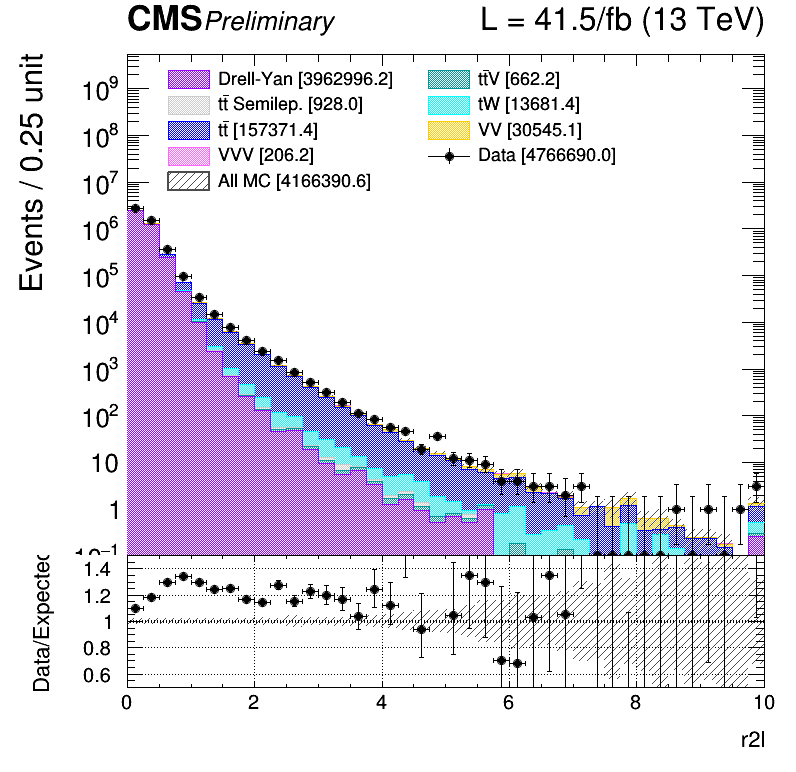 CMS Preliminary L = 41.5/fb (13 TeV)
Events / 0.25 unit
Drell-Yan [3962996.2]
tt̄ Semilep. [928.0]
tt̄ [157371.4]
VVV [206.2]
All MC [4166390.6]
tt̄V [662.2]
tW [13681.4]
VV [30545.1]
Data [4766690.0]
10⁹
10⁸
10⁷
10⁶
10⁵
10⁴
10³
10²
10
1
10⁻¹
Data/Expected
1.4
1.2
1
0.8
0.6
0 2 4 6 8 10
r2l